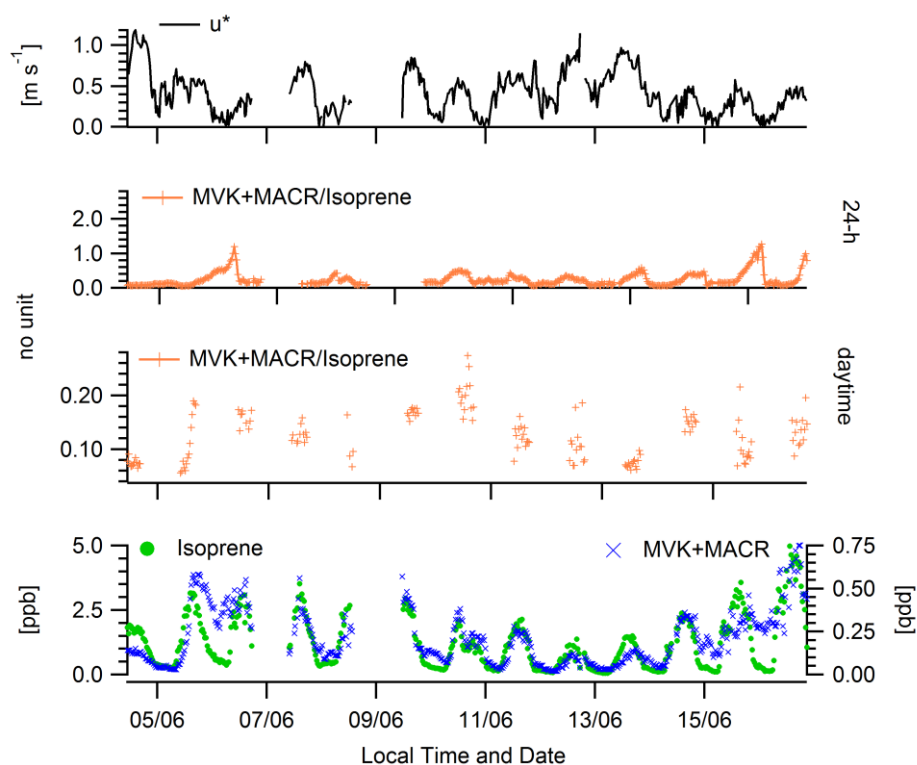 u*
[m s⁻¹]
1.0
0.5
0.0
MVK+MACR/Isoprene
24-h
2.0
1.0
0.0
no unit
MVK+MACR/Isoprene
daytime
0.20
0.10
Isoprene
MVK+MACR
[ppb]
5.0
2.5
0.0
0.75
0.50
0.25
0.00
[ppb]
05/06 07/06 09/06 11/06 13/06 15/06
Local Time and Date